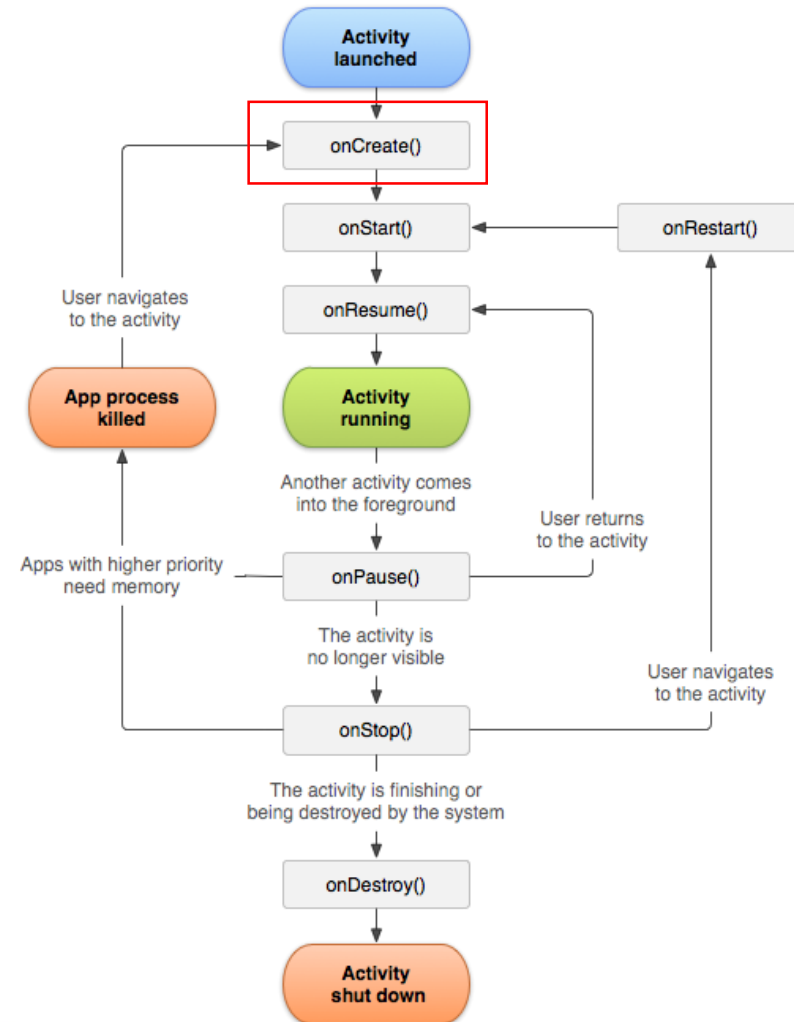 Activity
launched
onCreate()
onStart()
onRestart()
onResume()
User navigates
to the activity
App process
killed
Activity
running
Another activity comes
into the foreground
User returns
to the activity
Apps with higher priority
need memory
onPause()
The activity is
no longer visible
User navigates
to the activity
onStop()
The activity is finishing or
being destroyed by the system
onDestroy()
Activity
shut down